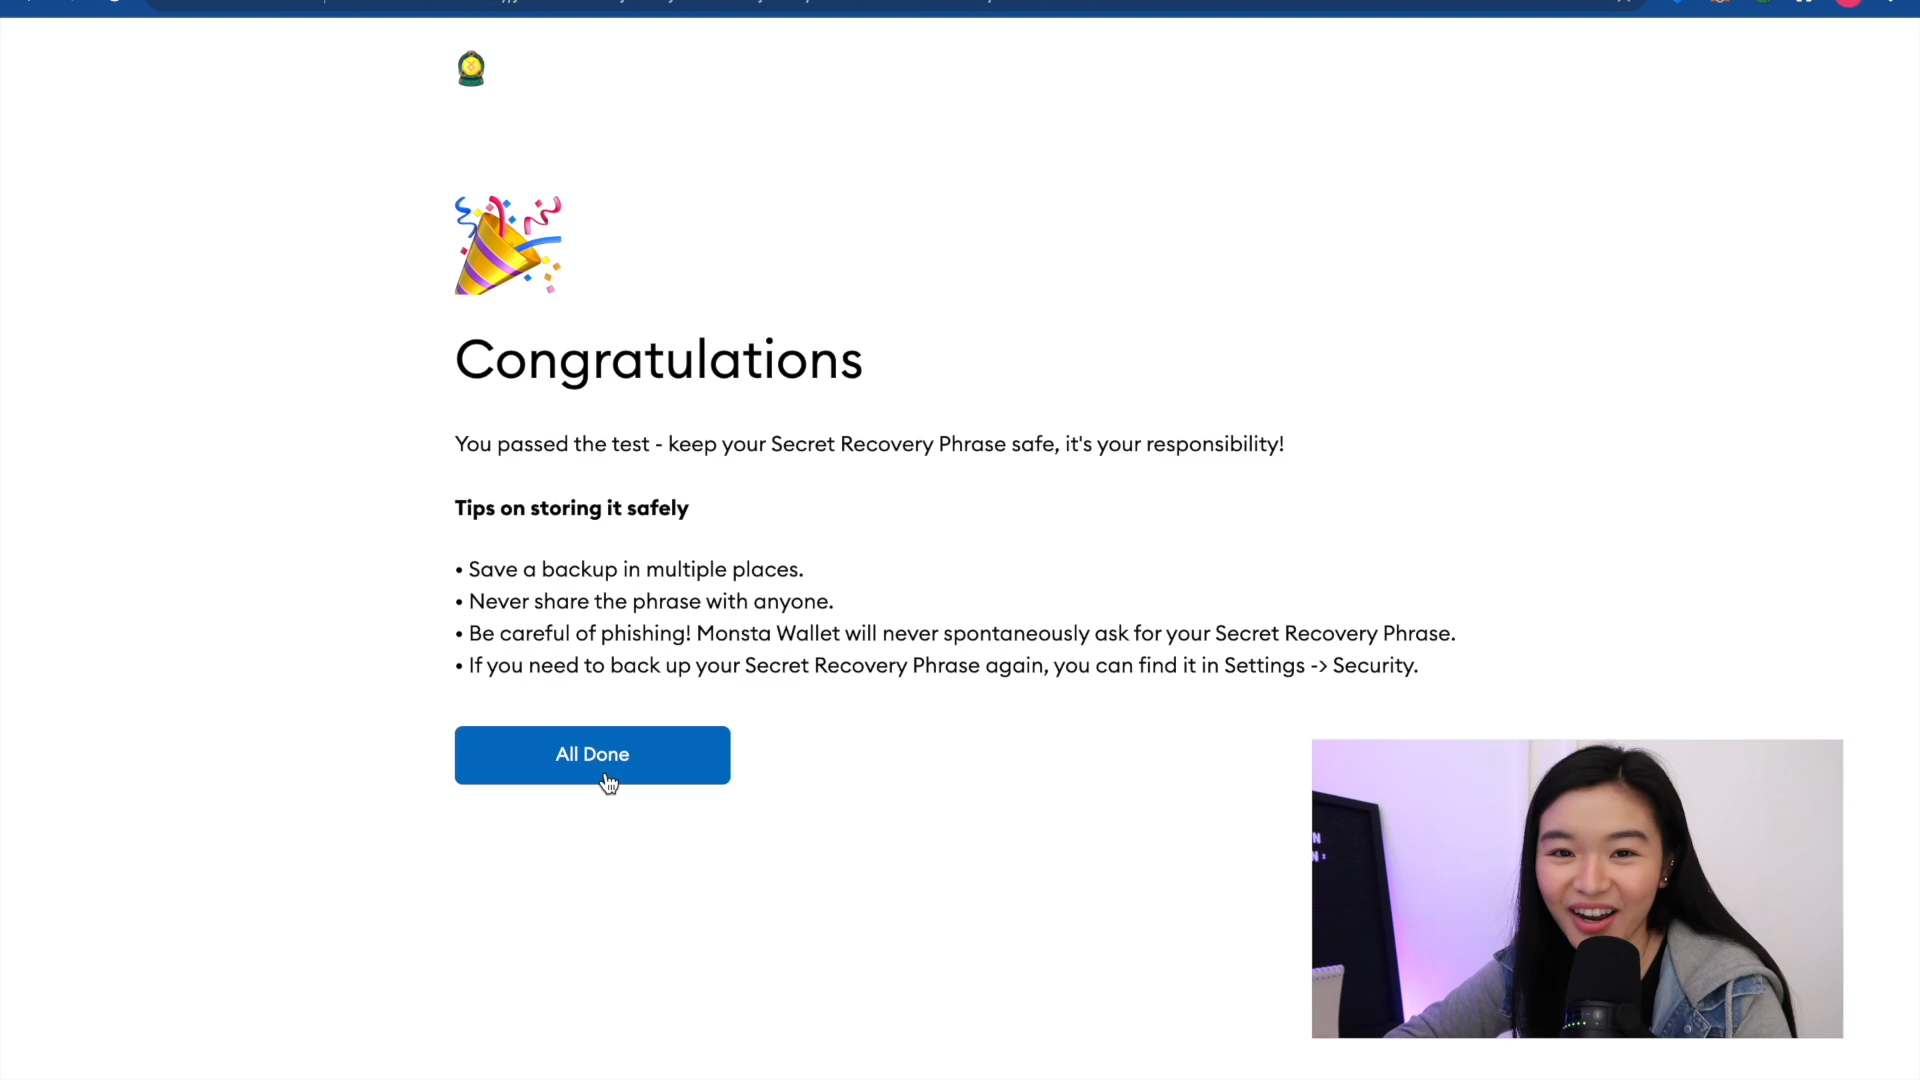 Congratulations
You passed the test - keep your Secret Recovery Phrase safe, it's your responsibility!
Tips on storing it safely
• Save a backup in multiple places.
• Never share the phrase with anyone.
• Be careful of phishing! Monsta Wallet will never spontaneously ask for your Secret Recovery Phrase.
• If you need to back up your Secret Recovery Phrase again, you can find it in Settings -> Security.
All Done